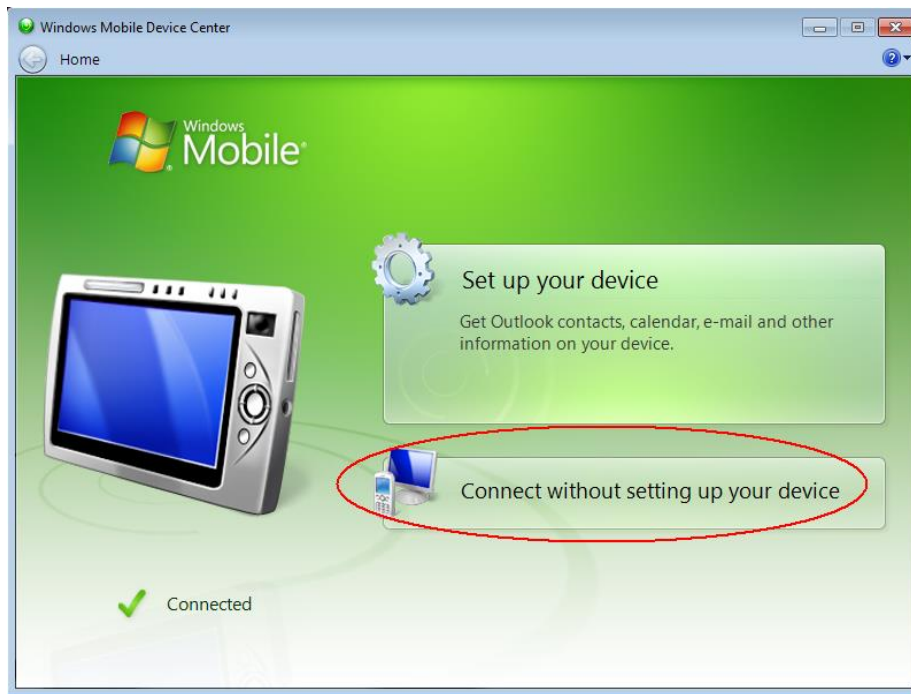 Windows Mobile Device Center
Home
Windows
Mobile
Set up your device
Get Outlook contacts, calendar, e-mail and other
information on your device.
Connect without setting up your device
Connected